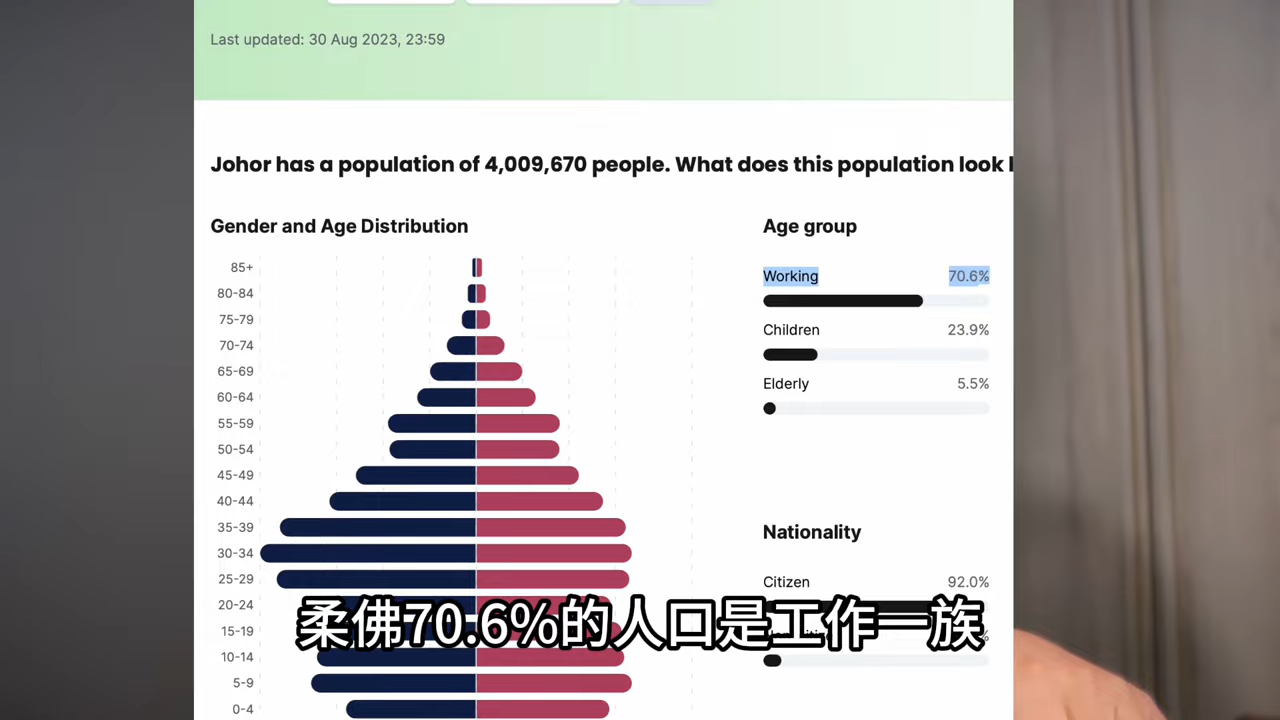 Last updated: 30 Aug 2023, 23:59
Johor has a population of 4,009,670 people. What does this population look
Gender and Age Distribution
85+
80-84
75-79
70-74
65-69
60-64
55-59
50-54
45-49
40-44
35-39
30-34
25-29
20-24
15-19
10-14
5-9
0-4
Age group
Working 70.6%
Children 23.9%
Elderly 5.5%
Nationality
Citizen 92.0%
柔佛70.6%的人口是工作一族